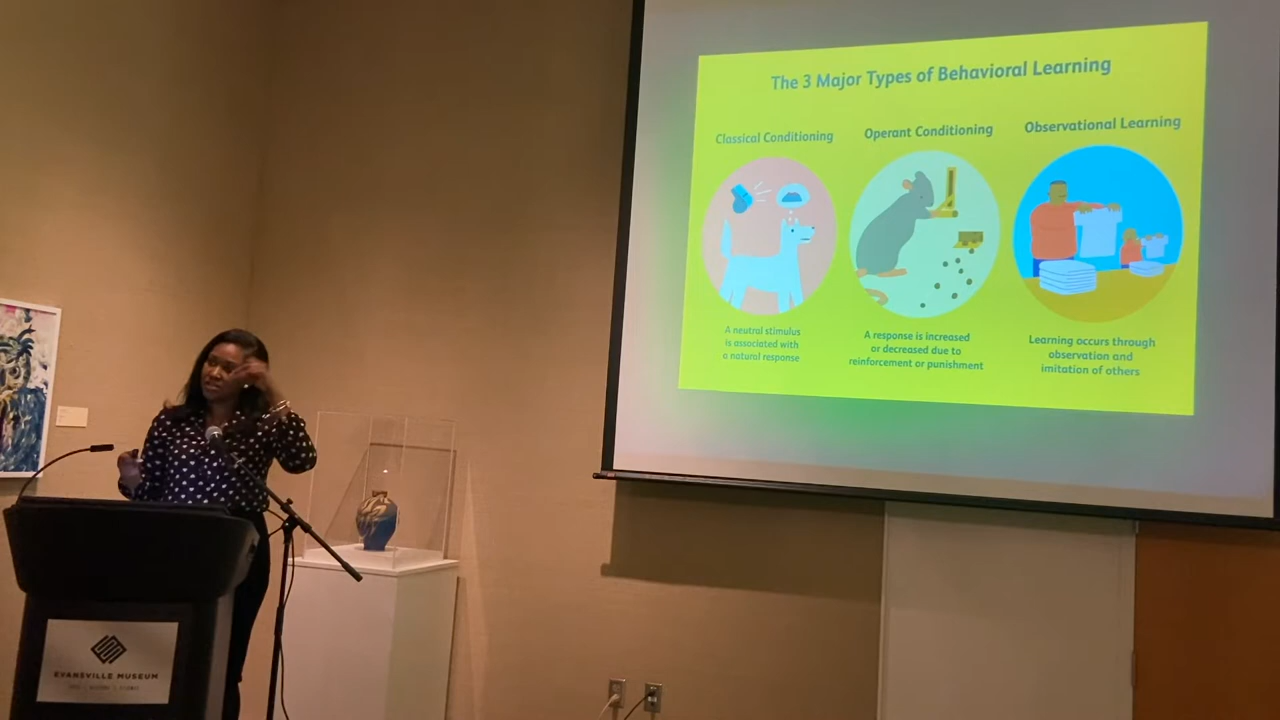 The 3 Major Types of Behavioral Learning
Classical Conditioning
Operant Conditioning
Observational Learning
A neutral stimulus
is associated with
a natural response
A response is increased
or decreased due to
reinforcement or punishment
Learning occurs through
observation and
imitation of others
EVANSVILLE MUSEUM